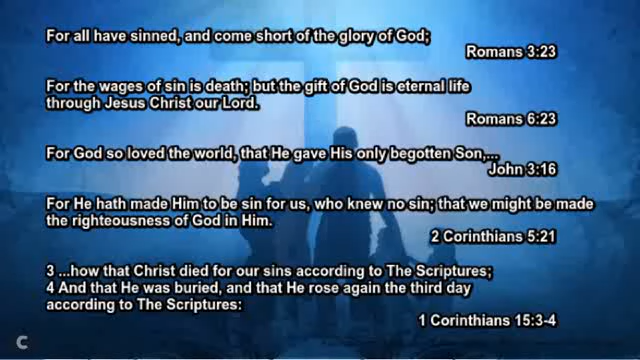 For all have sinned, and come short of the glory of God;
Romans 3:23
For the wages of sin is death; but the gift of God is eternal life
through Jesus Christ our Lord.
Romans 6:23
For God so loved the world, that He gave His only begotten Son,...
John 3:16
For He hath made Him to be sin for us, who knew no sin; that we might be made
the righteousness of God in Him.
2 Corinthians 5:21
3 ...how that Christ died for our sins according to The Scriptures;
4 And that He was buried, and that He rose again the third day
according to The Scriptures:
1 Corinthians 15:3-4
C